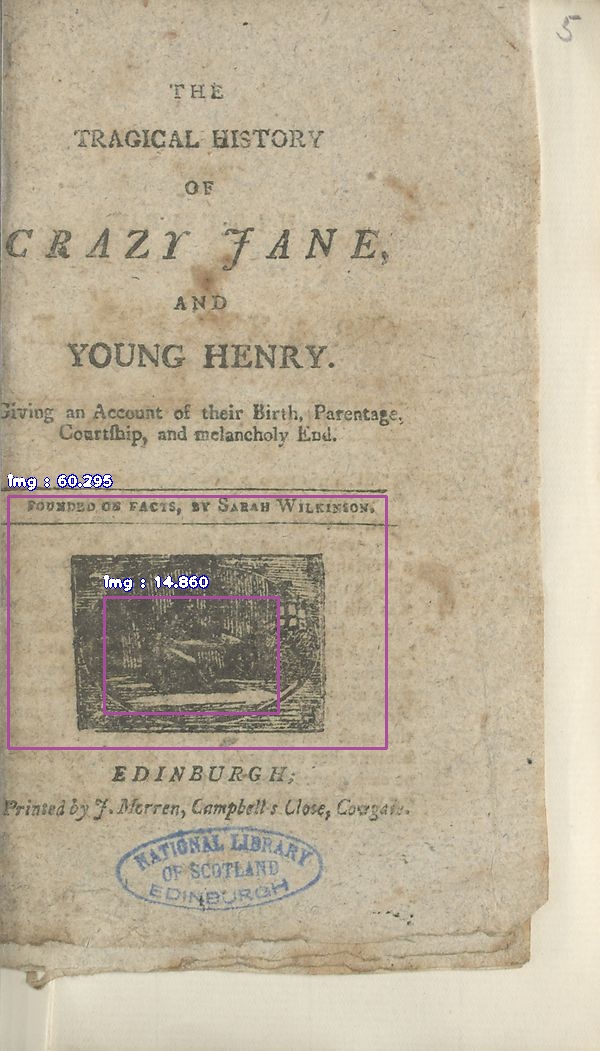 5
THE
TRAGICAL HISTORY
OF
CRAZY JANE,
AND
YOUNG HENRY.
Giving an Account of their Birth, Parentage,
Courtſhip, and melancholy End.
Img : 60.295
FOUNDED ON FACTS, BY SARAH WILKINSON.
Img : 14.860
EDINBURGH;
Printed by J. Morren, Campbell's Cloſe, Cowgate.
NATIONAL LIBRARY
OF SCOTLAND
EDINBURGH